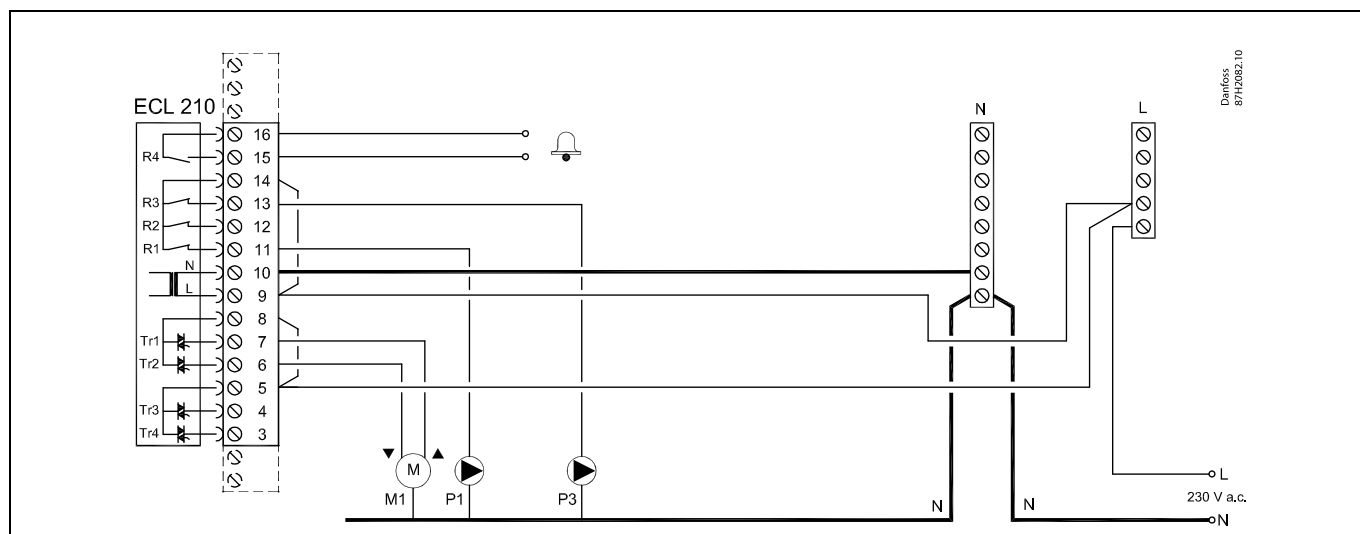 Danfoss
87H2082.10
ECL 210
N
L
16
R4
15
14
R3
13
R2
12
R1
11
N
10
L
9
8
Tr1
7
Tr2
6
5
Tr3
4
Tr4
3
M
M1
P1
P3
N
N
L
230 V a.c.
N